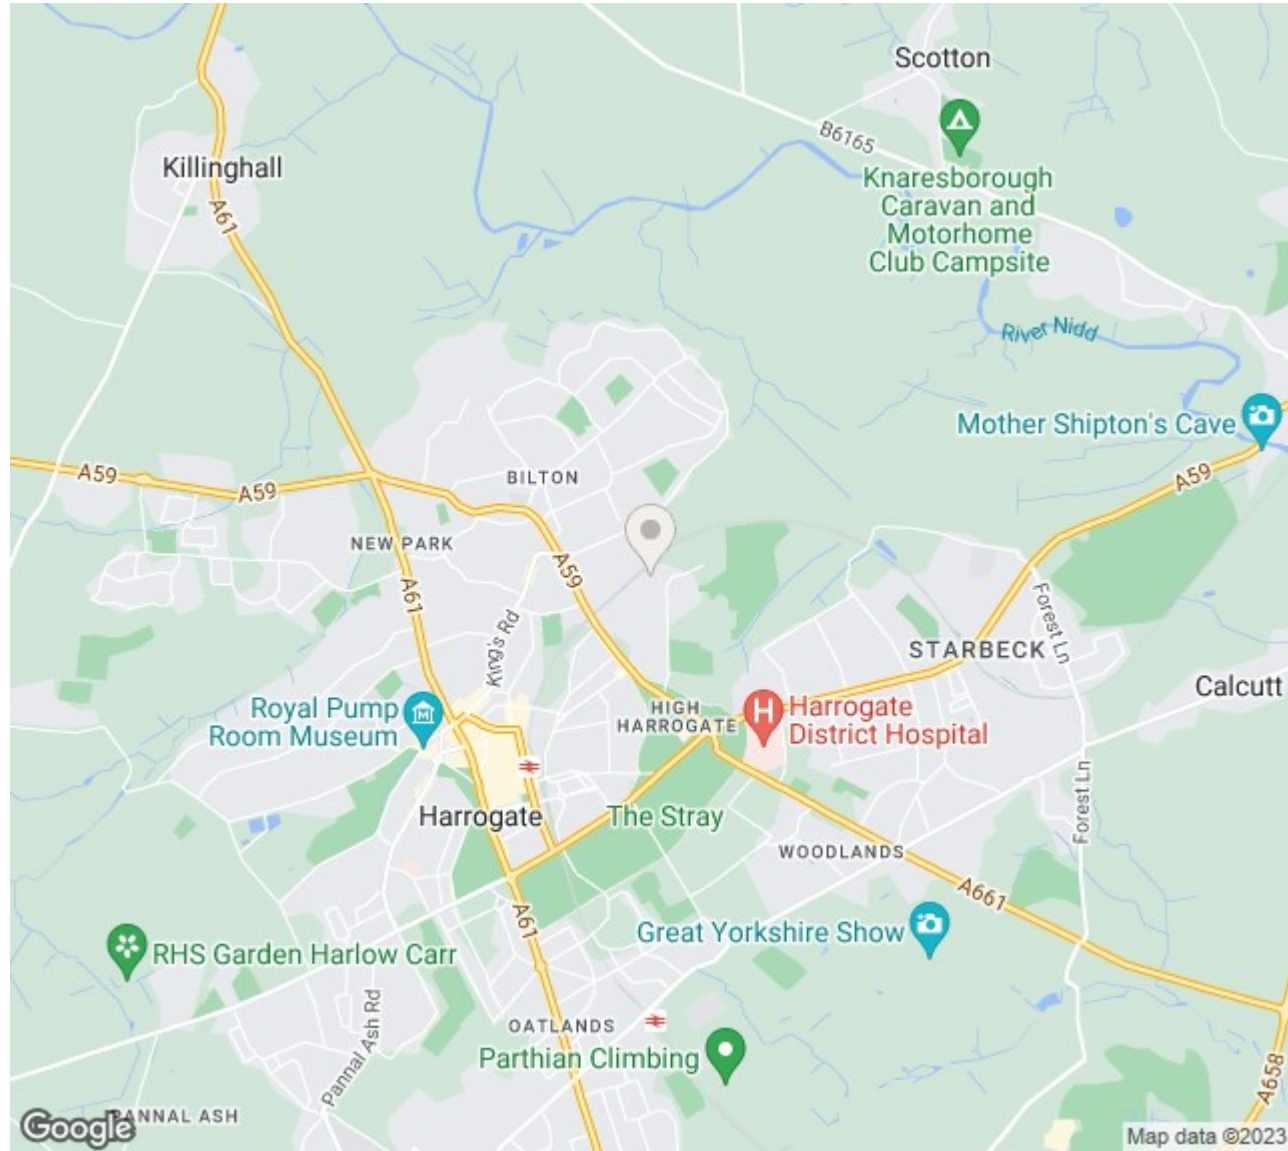 Scotton
B6165
Killinghall
A61
Knaresborough
Caravan and
Motorhome
Club Campsite
River Nidd
Mother Shipton's Cave
A59
A59
A59
BILTON
NEW PARK
A59
A61
King's Rd
Forest Ln
STARBECK
Calcutt
Royal Pump
Room Museum
HIGH
HARROGATE
Harrogate
District Hospital
Harrogate
The Stray
Forest Ln
WOODLANDS
A661
A61
Great Yorkshire Show
RHS Garden Harlow Carr
Pannal Ash Rd
OATLANDS
Parthian Climbing
A658
PANNAL ASH
Google
Map data ©2023